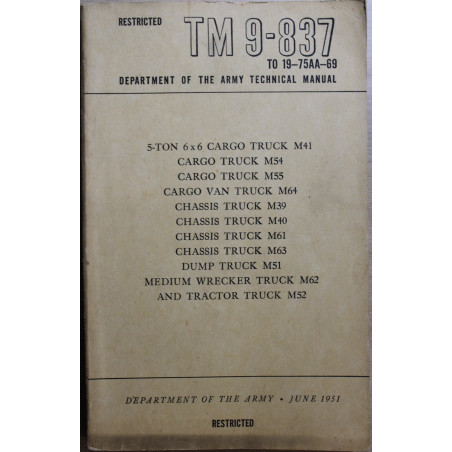 RESTRICTED
TM 9-837
TO 19-75AA-69
DEPARTMENT OF THE ARMY TECHNICAL MANUAL
5-TON 6x6 CARGO TRUCK M41
CARGO TRUCK M54
CARGO TRUCK M55
CARGO VAN TRUCK M64
CHASSIS TRUCK M39
CHASSIS TRUCK M40
CHASSIS TRUCK M61
CHASSIS TRUCK M63
DUMP TRUCK M51
MEDIUM WRECKER TRUCK M62
AND TRACTOR TRUCK M52
DEPARTMENT OF THE ARMY • JUNE 1951
RESTRICTED